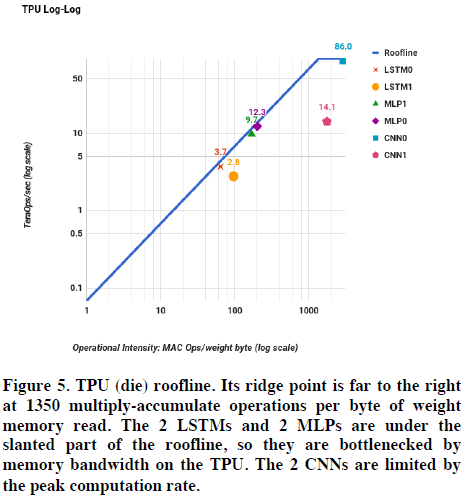 TPU Log-Log
86.0
Roofline
LSTM0
LSTM1
MLP1
MLP0
CNN0
CNN1
50
10
5
1
0.5
0.1
12.3
9.7
14.1
3.7
2.8
1
10
100
1000
TeraOps/sec (log scale)
Operational Intensity: MAC Ops/weight byte (log scale)
Figure 5. TPU (die) roofline. Its ridge point is far to the right
at 1350 multiply-accumulate operations per byte of weight
memory read. The 2 LSTMs and 2 MLPs are under the
slanted part of the roofline, so they are bottlenecked by
memory bandwidth on the TPU. The 2 CNNs are limited by
the peak computation rate.